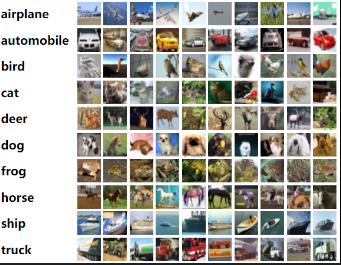 airplane
automobile
bird
cat
deer
dog
frog
horse
ship
truck